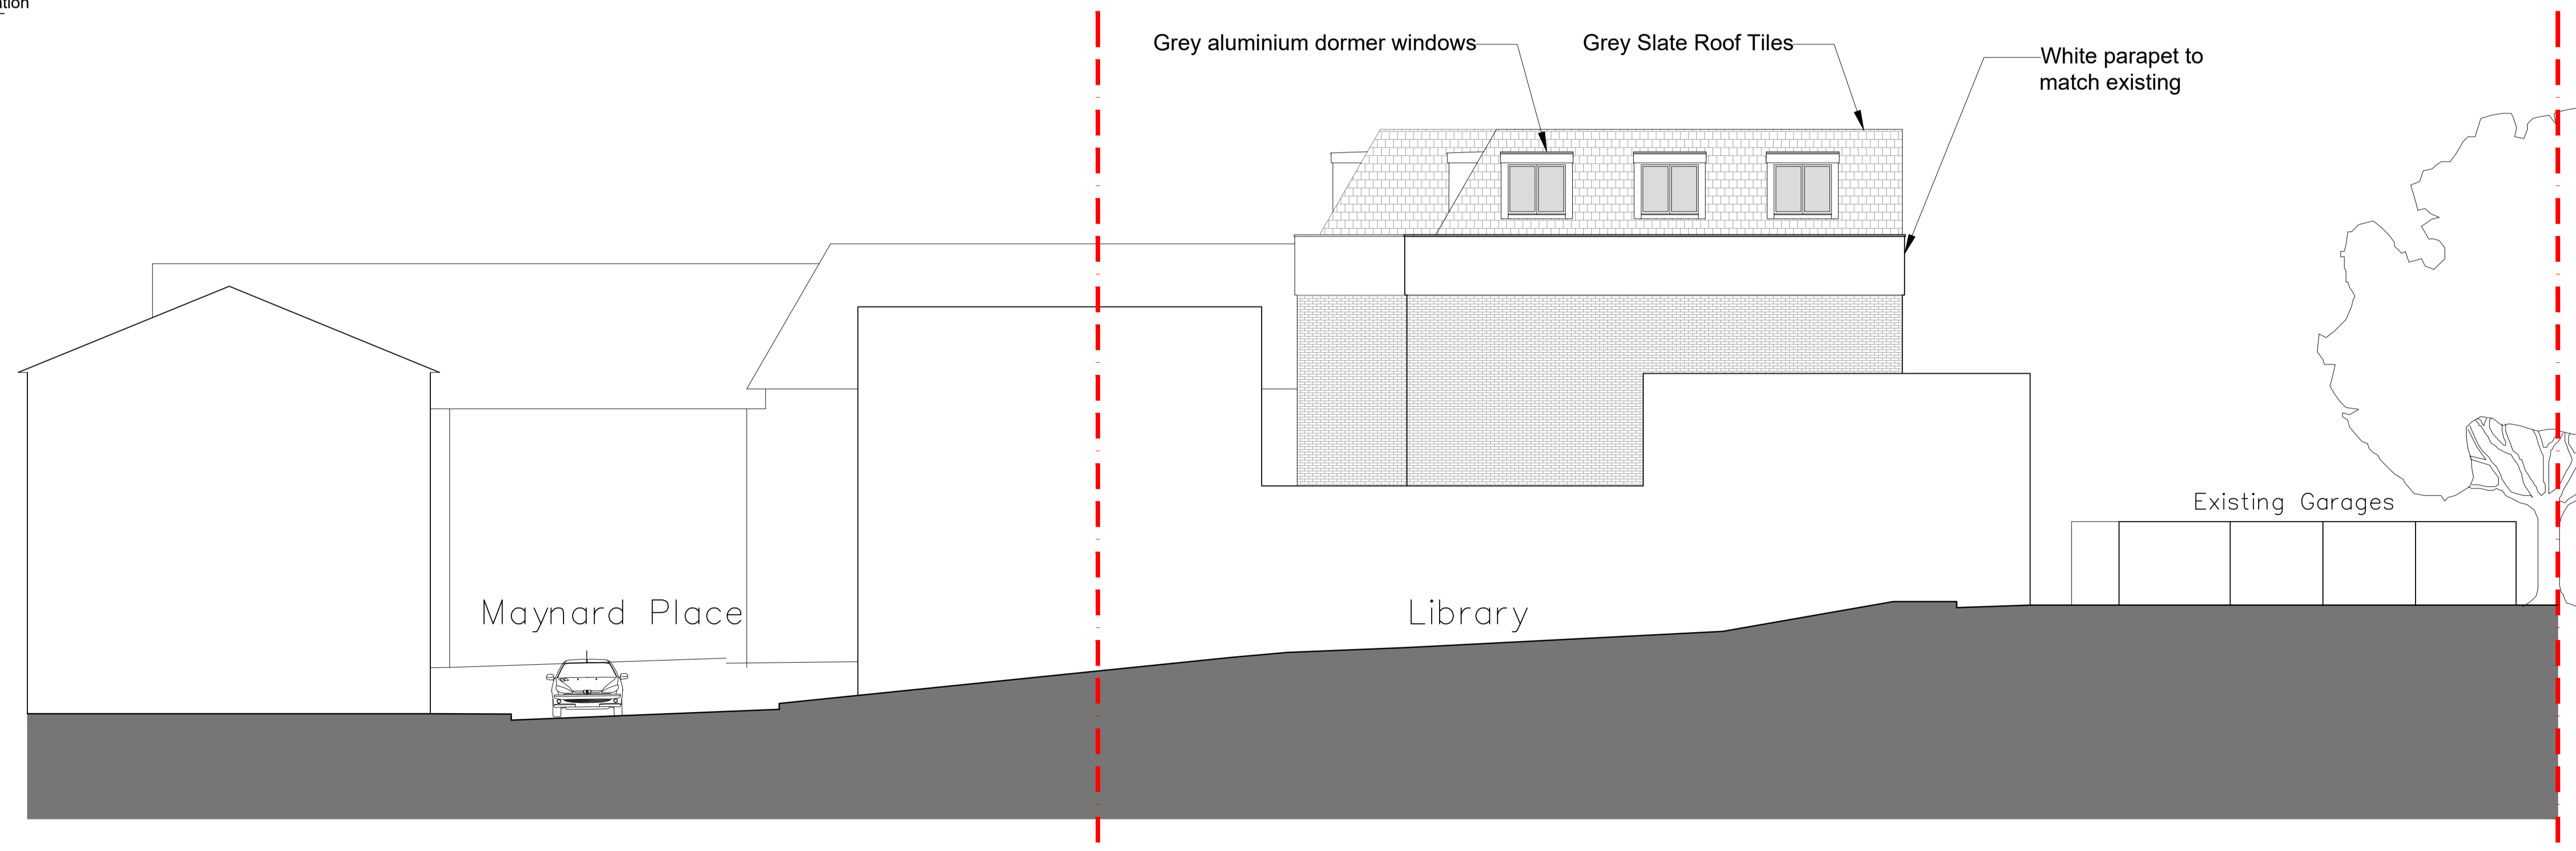 Grey aluminium dormer windows
Grey Slate Roof Tiles
White parapet to
match existing
Existing Garages
Maynard Place
Library